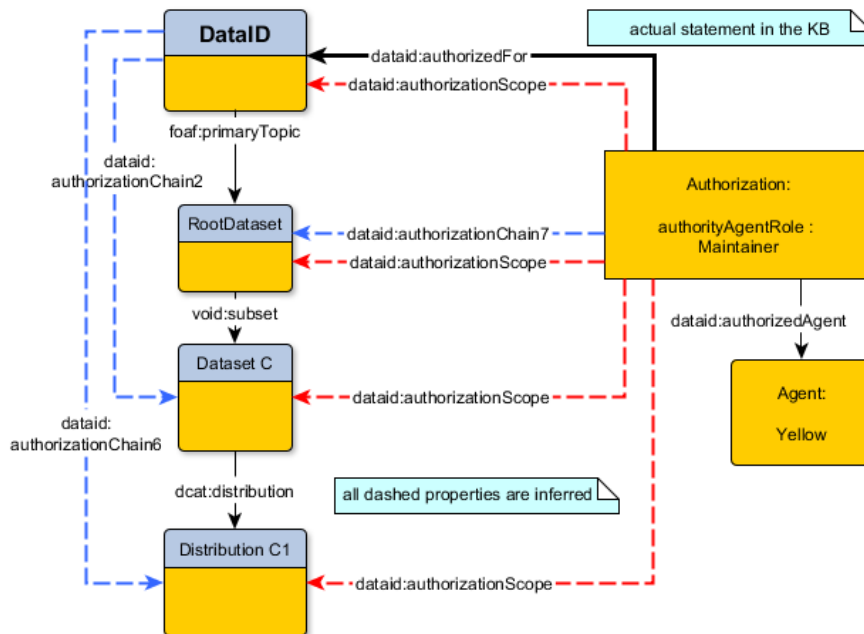 DataID
actual statement in the KB
dataid:authorizedFor
dataid:authorizationScope
foaf:primaryTopic
dataid:
authorizationChain2
Authorization:
authorityAgentRole :
Maintainer
RootDataset
dataid:authorizationChain7
dataid:authorizationScope
void:subset
dataid:authorizedAgent
Dataset C
dataid:authorizationScope
Agent:
Yellow
dataid:
authorizationChain6
dcat:distribution
all dashed properties are inferred
Distribution C1
dataid:authorizationScope